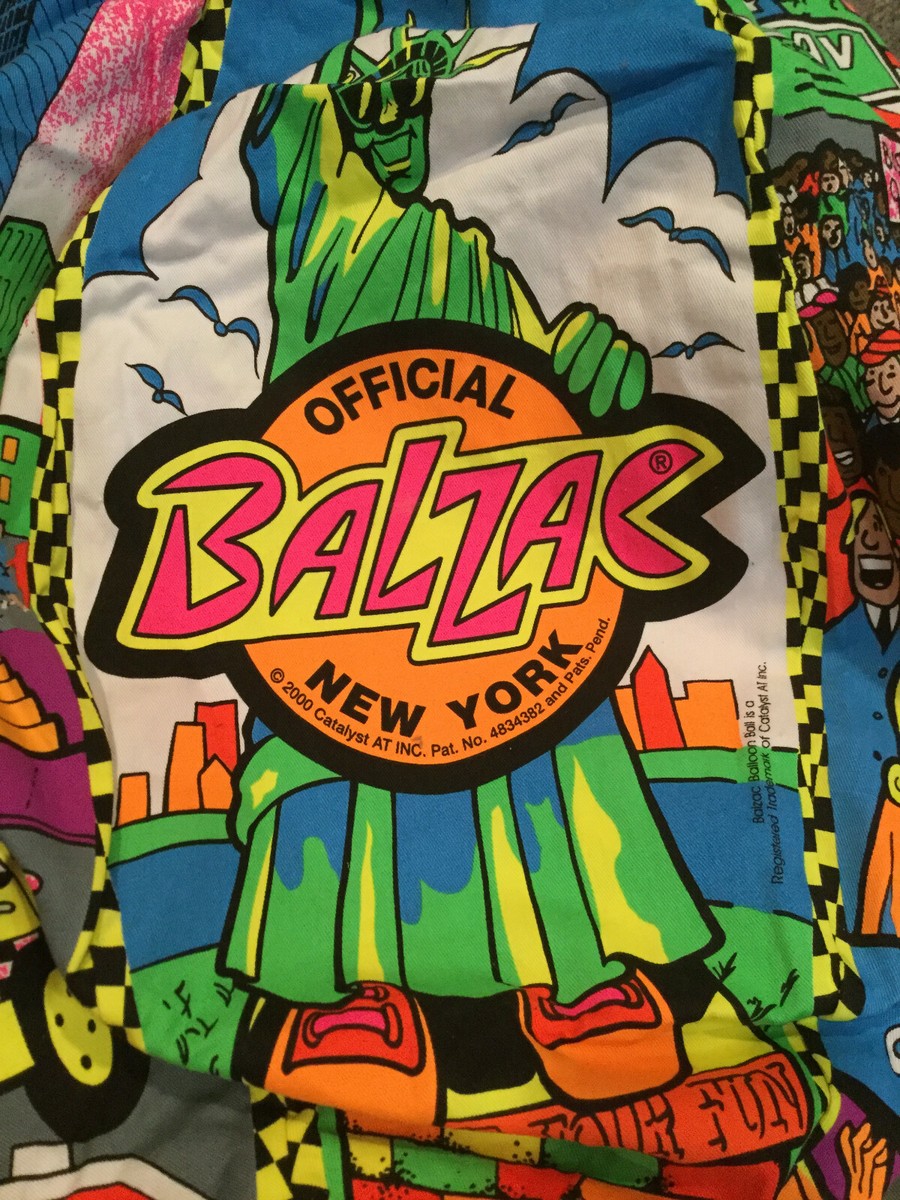 OFFICIAL
BALZAC®
NEW YORK
© 2000 Catalyst AT INC. Pat. No. 4834382 and Pats. Pend.
Balzac Balloon Ball is a
Registered Trademark of Catalyst AT Inc.
FUN